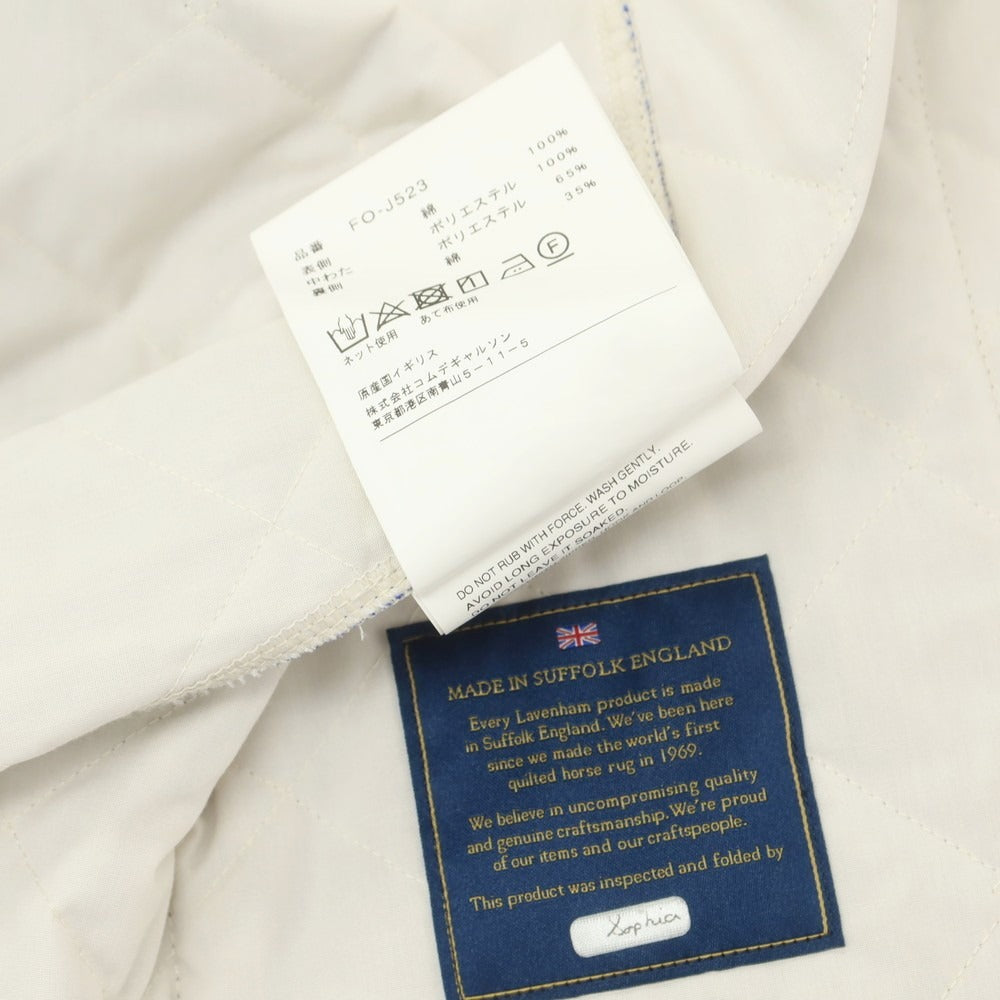 品番 FO-J523
表側 綿 100%
中わた ポリエステル 100%
裏側 ポリエステル 65%
綿 35%
F
ネット使用 あて布使用
原産国イギリス
株式会社コムデギャルソン
東京都港区南青山5-11-5
DO NOT RUB WITH FORCE. WASH GENTLY.
AVOID LONG EXPOSURE TO MOISTURE.
DO NOT LEAVE IT SOAKED.
AND LOOP
MADE IN SUFFOLK ENGLAND
Every Lavenham product is made
in Suffolk England. We've been here
since we made the world's first
quilted horse rug in 1969.
We believe in uncompromising quality
and genuine craftsmanship. We're proud
of our items and our craftspeople.
This product was inspected and folded by
Sophia